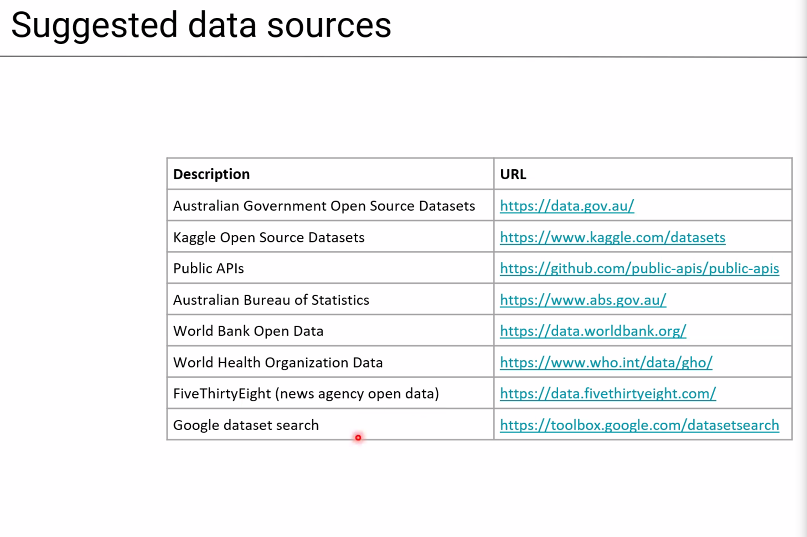 Suggested data sources
Description URL
Australian Government Open Source Datasets https://data.gov.au/
Kaggle Open Source Datasets https://www.kaggle.com/datasets
Public APIs https://github.com/public-apis/public-apis
Australian Bureau of Statistics https://www.abs.gov.au/
World Bank Open Data https://data.worldbank.org/
World Health Organization Data https://www.who.int/data/gho/
FiveThirtyEight (news agency open data) https://data.fivethirtyeight.com/
Google dataset search https://toolbox.google.com/datasetsearch